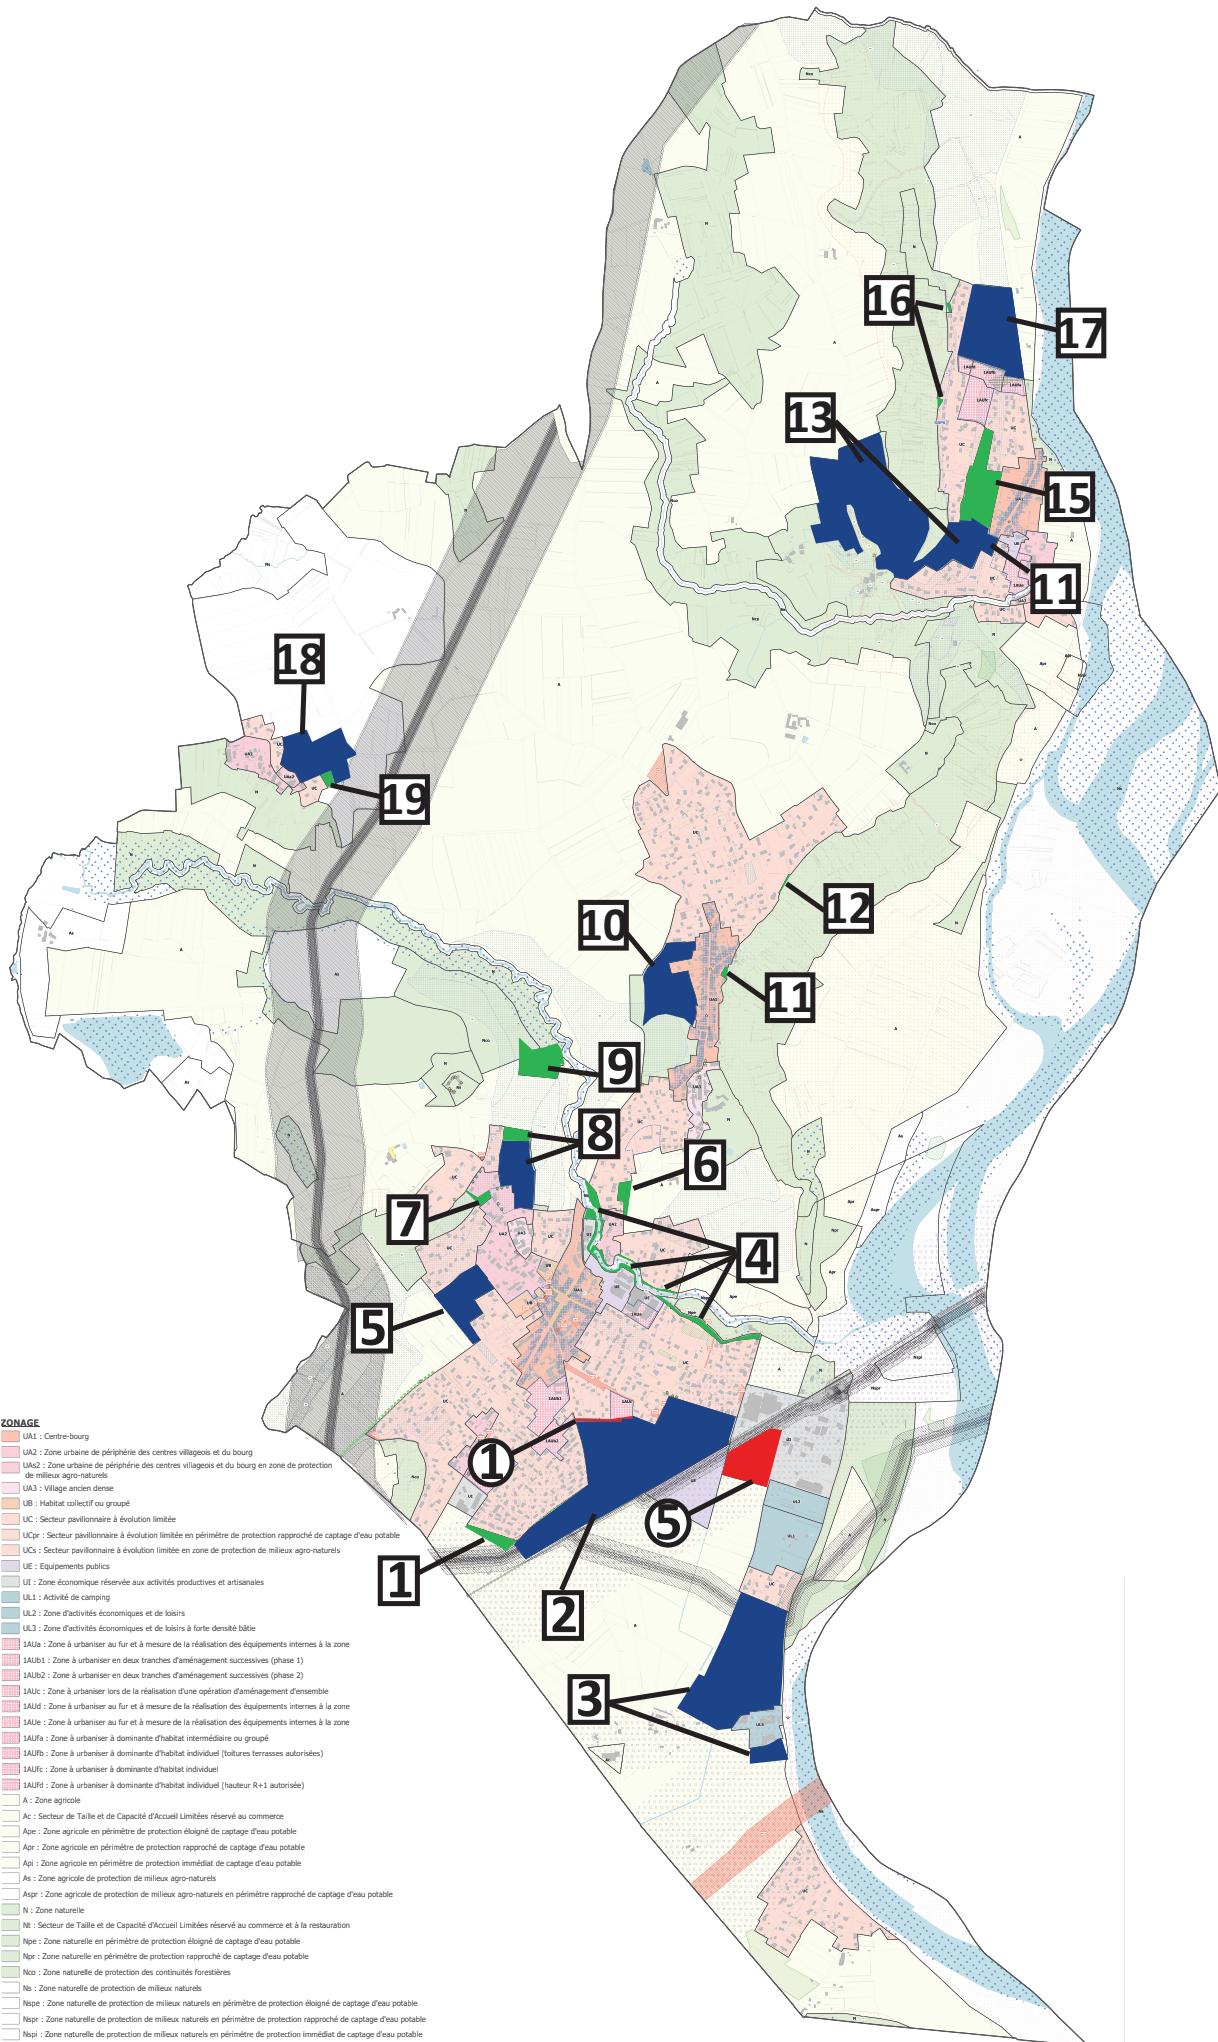 16
17
13
15
11
18
19
12
10
11
9
8
6
7
4
5
1
5
1
2
3
ZONAGE
UA1 : Centre-bourg
UA2 : Zone urbaine de périphérie des centres villageois et du bourg
UAs2 : Zone urbaine de périphérie des centres villageois et du bourg en zone de protection
de milieux agro-naturels
UA3 : Village ancien dense
UB : Habitat collectif ou groupé
UC : Secteur pavillonnaire à évolution limitée
UCpr : Secteur pavillonnaire à évolution limitée en périmètre de protection rapproché de captage d'eau potable
UCs : Secteur pavillonnaire à évolution limitée en zone de protection de milieux agro-naturels
UE : Equipements publics
UI : Zone économique réservée aux activités productives et artisanales
UL1 : Activité de camping
UL2 : Zone d'activités économiques et de loisirs
UL3 : Zone d'activités économiques et de loisirs à forte densité bâtie
1AUa : Zone à urbaniser au fur et à mesure de la réalisation des équipements internes à la zone
1AUb1 : Zone à urbaniser en deux tranches d'aménagement successives (phase 1)
1AUb2 : Zone à urbaniser en deux tranches d'aménagement successives (phase 2)
1AUc : Zone à urbaniser lors de la réalisation d'une opération d'aménagement d'ensemble
1AUd : Zone à urbaniser au fur et à mesure de la réalisation des équipements internes à la zone
1AUe : Zone à urbaniser au fur et à mesure de la réalisation des équipements internes à la zone
1AUfa : Zone à urbaniser à dominante d'habitat intermédiaire ou groupé
1AUfb : Zone à urbaniser à dominante d'habitat individuel (toitures terrasses autorisées)
1AUfc : Zone à urbaniser à dominante d'habitat individuel
1AUfd : Zone à urbaniser à dominante d'habitat individuel (hauteur R+1 autorisée)
A : Zone agricole
Ac : Secteur de Taille et de Capacité d'Accueil Limitées réservé au commerce
Ape : Zone agricole en périmètre de protection éloigné de captage d'eau potable
Apr : Zone agricole en périmètre de protection rapproché de captage d'eau potable
Api : Zone agricole en périmètre de protection immédiat de captage d'eau potable
As : Zone agricole de protection de milieux agro-naturels
Aspr : Zone agricole de protection de milieux agro-naturels en périmètre rapproché de captage d'eau potable
N : Zone naturelle
Nt : Secteur de Taille et de Capacité d'Accueil Limitées réservé au commerce et à la restauration
Npe : Zone naturelle en périmètre de protection éloigné de captage d'eau potable
Npr : Zone naturelle en périmètre de protection rapproché de captage d'eau potable
Nco : Zone naturelle de protection des continuités forestières
Ns : Zone naturelle de protection de milieux naturels
Nspe : Zone naturelle de protection de milieux naturels en périmètre de protection éloigné de captage d'eau potable
Nspr : Zone naturelle de protection de milieux naturels en périmètre de protection rapproché de captage d'eau potable
Nspi : Zone naturelle de protection de milieux naturels en périmètre de protection immédiat de captage d'eau potable